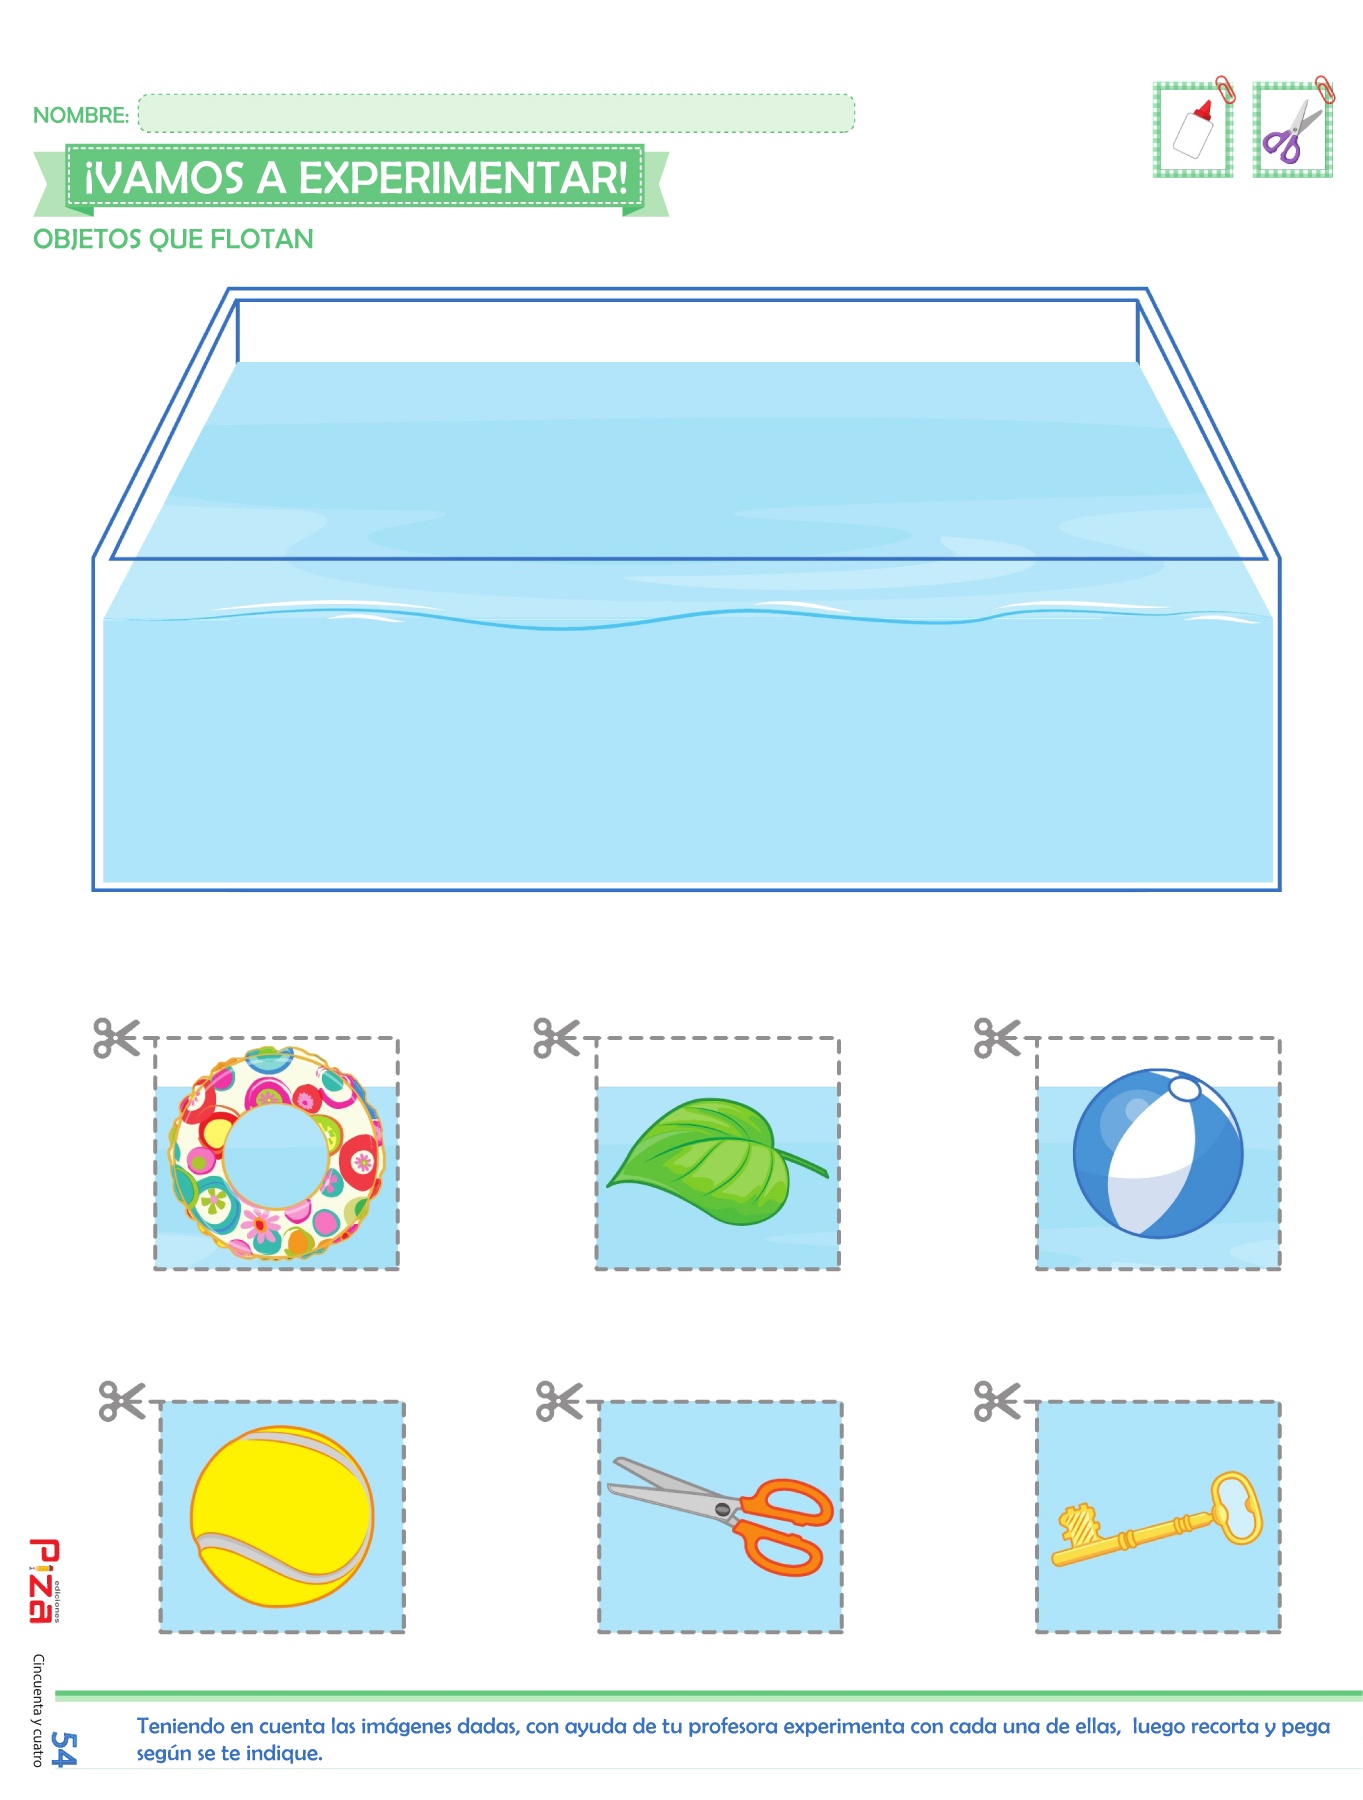 NOMBRE:
¡VAMOS A EXPERIMENTAR!
OBJETOS QUE FLOTAN
Piza
ediciones
Cincuenta y cuatro
54
Teniendo en cuenta las imágenes dadas, con ayuda de tu profesora experimenta con cada una de ellas, luego recorta y pega
según se te indique.